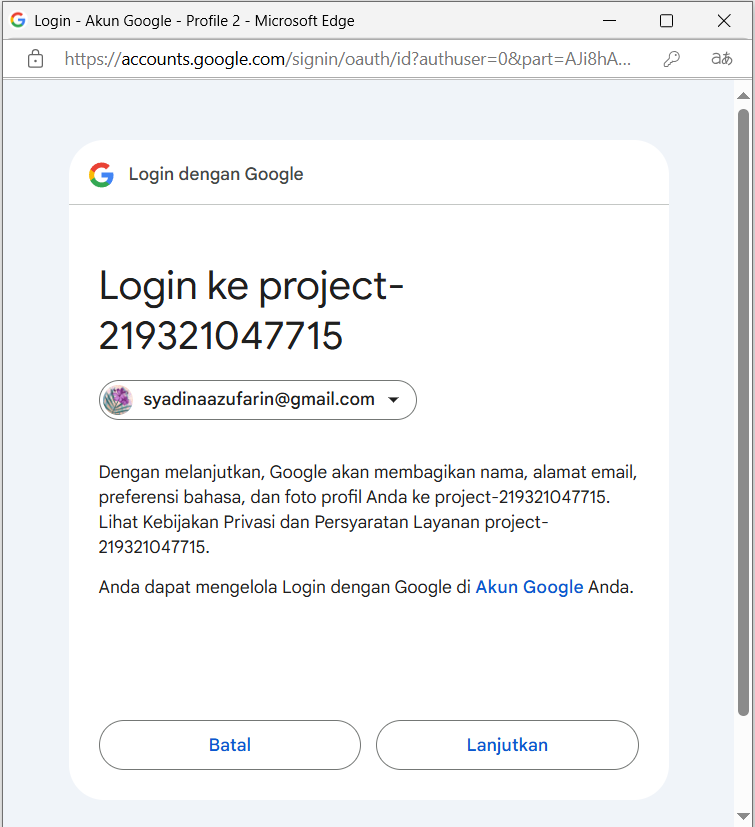 Login - Akun Google - Profile 2 - Microsoft Edge
https://accounts.google.com/signin/oauth/id?authuser=0&part=AJi8hA...
Login dengan Google
Login ke project-
219321047715
syadinaazufarin@gmail.com
Dengan melanjutkan, Google akan membagikan nama, alamat email,
preferensi bahasa, dan foto profil Anda ke project-219321047715.
Lihat Kebijakan Privasi dan Persyaratan Layanan project-
219321047715.
Anda dapat mengelola Login dengan Google di Akun Google Anda.
Batal Lanjutkan